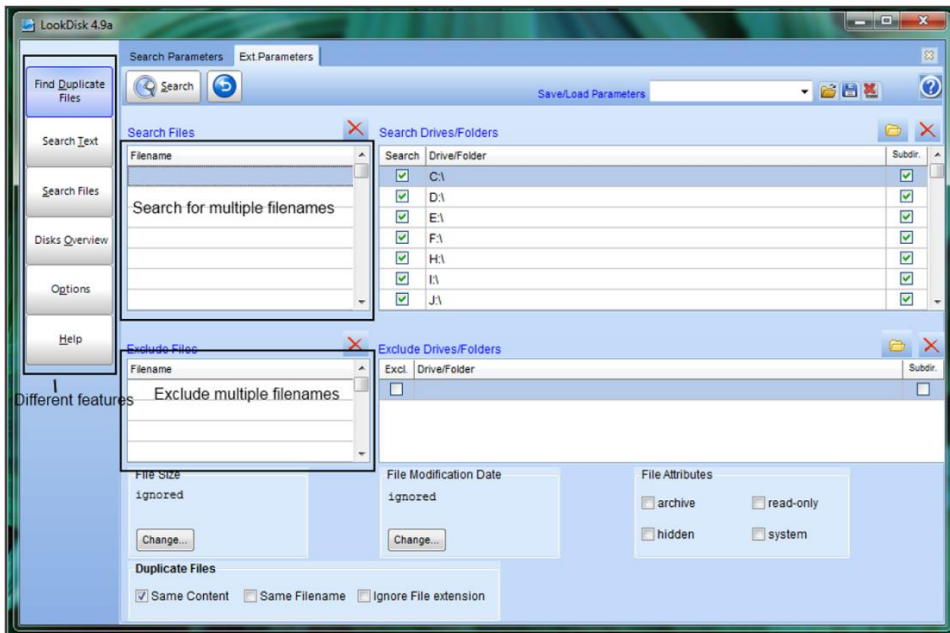 LookDisk 4.9a
Search Parameters Ext.Parameters
Find Duplicate Files
Search
Save/Load Parameters
Search Text
Search Files
Disks Overview
Options
Help
Different features
Search Files
Filename
Search for multiple filenames
Search Drives/Folders
Search Drive/Folder Subdir.
C:\
D:\
E:\
F:\
H:\
I:\
J:\
Exclude Files
Filename
Exclude multiple filenames
Exclude Drives/Folders
Excl. Drive/Folder Subdir.
File Size
ignored
Change...
File Modification Date
ignored
Change...
File Attributes
archive read-only
hidden system
Duplicate Files
Same Content Same Filename Ignore File extension